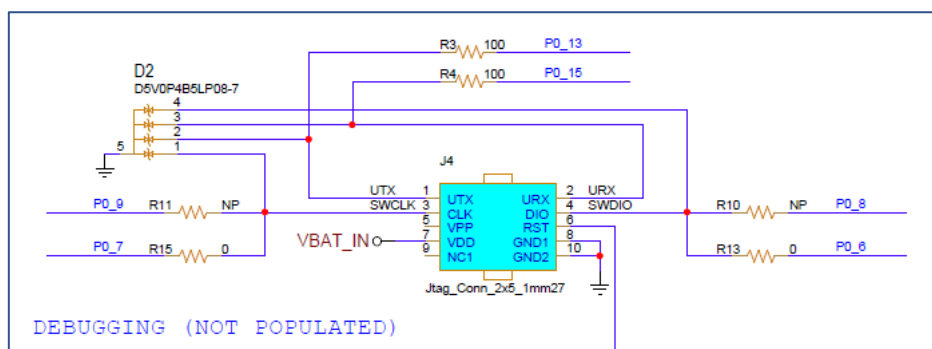 R3 100 P0_13
R4 100 P0_15
D2
D5V0P4B5LP08-7
4
3
2
5 1
J4
UTX 1 UTX URX 2 URX
SWCLK 3 CLK DIO 4 SWDIO
5 VPP RST 6
VBAT_IN 7 VDD GND1 8
9 NC1 GND2 10
Jtag_Conn_2x5_1mm27
P0_9 R11 NP
P0_7 R15 0
R10 NP P0_8
R13 0 P0_6
DEBUGGING (NOT POPULATED)